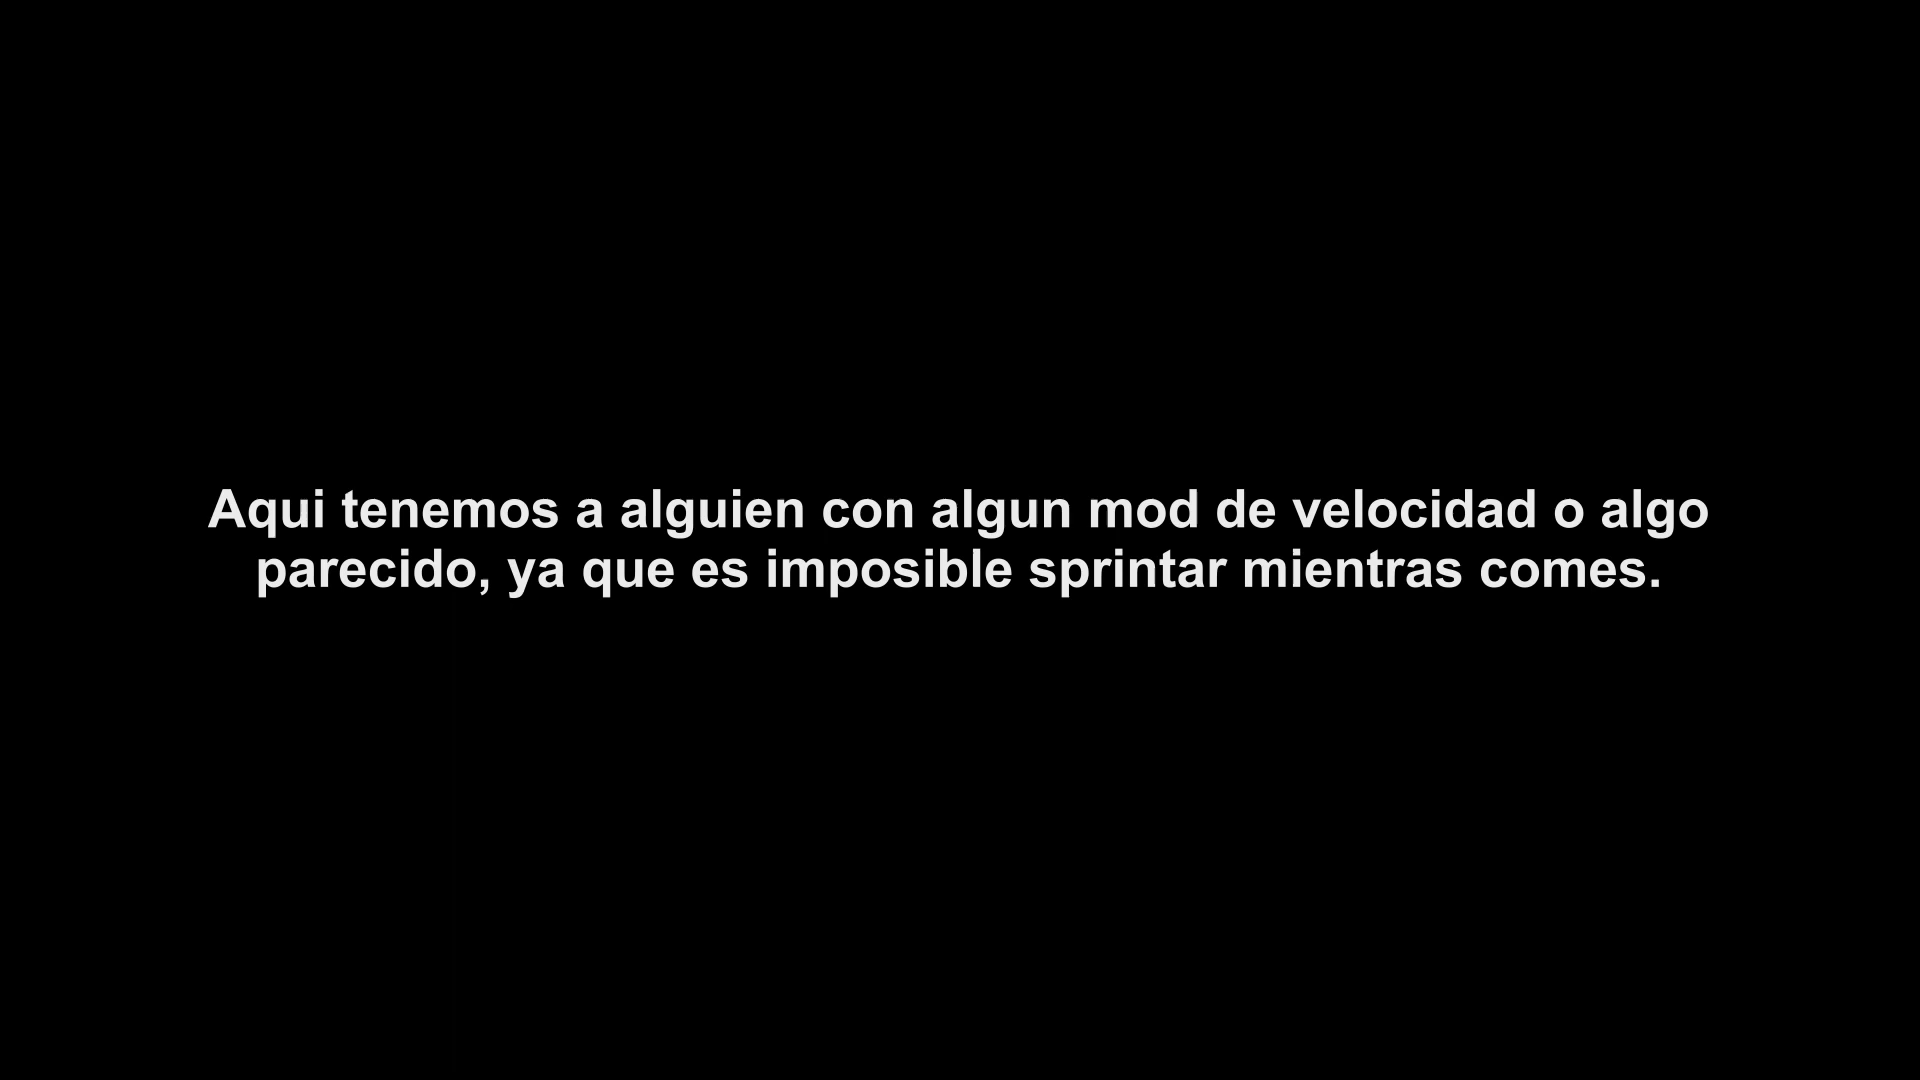 Aqui tenemos a alguien con algun mod de velocidad o algo
parecido, ya que es imposible sprintar mientras comes.